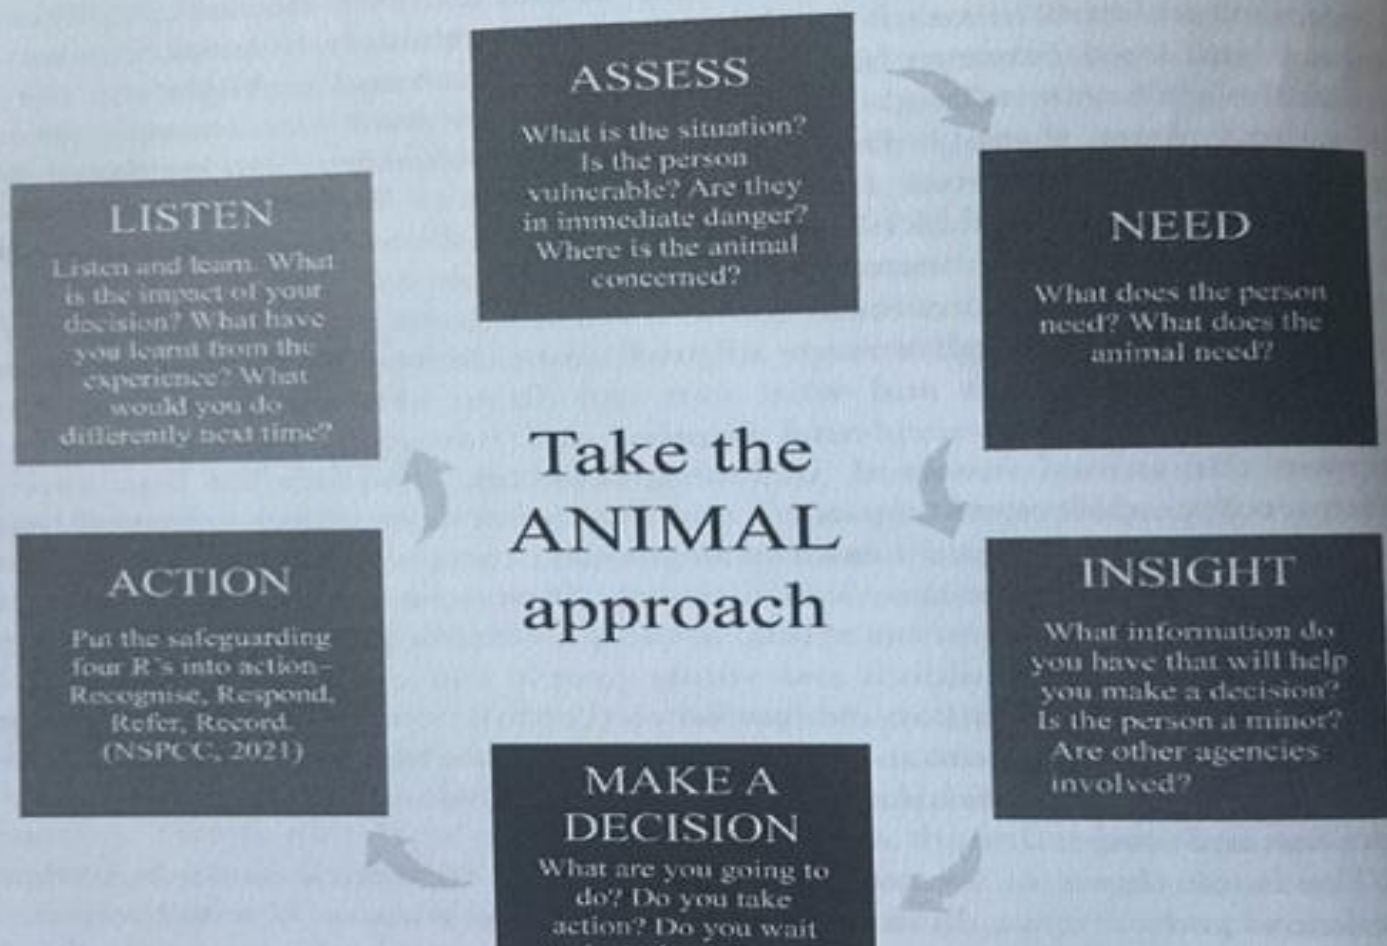 ASSESS
What is the situation?
Is the person
vulnerable? Are they
in immediate danger?
Where is the animal
concerned?
NEED
What does the person
need? What does the
animal need?
INSIGHT
What information do
you have that will help
you make a decision?
Is the person a minor?
Are other agencies
involved?
MAKE A
DECISION
What are you going to
do? Do you take
action? Do you wait
ACTION
Put the safeguarding
four R's into action–
Recognise, Respond,
Refer, Record.
(NSPCC, 2021)
LISTEN
Listen and learn. What
is the impact of your
decision? What have
you learnt from the
experience? What
would you do
differently next time?
Take the
ANIMAL
approach